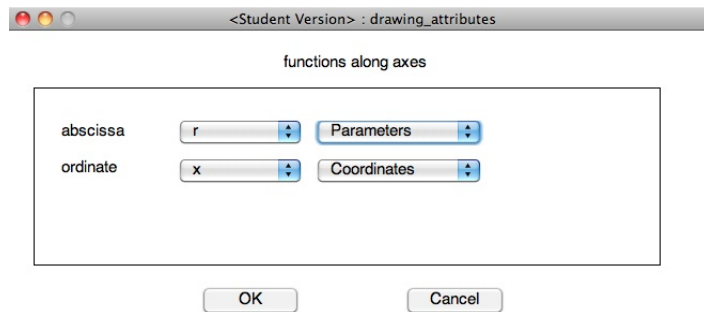 <Student Version> : drawing_attributes
functions along axes
abscissa r Parameters
ordinate x Coordinates
OK Cancel